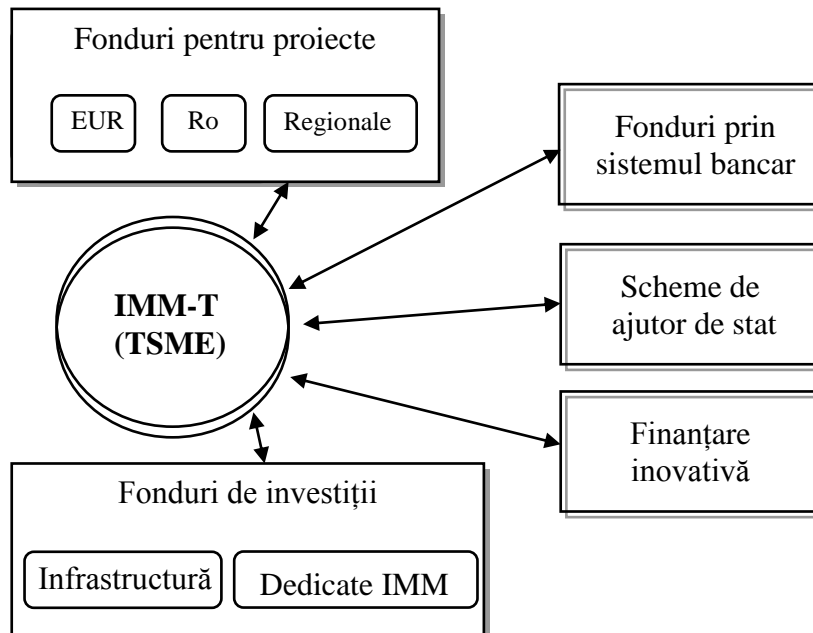 Fonduri pentru proiecte
EUR
Ro
Regionale
Fonduri prin
sistemul bancar
IMM-T
(TSME)
Scheme de
ajutor de stat
Finanțare
inovativă
Fonduri de investiții
Infrastructură
Dedicate IMM